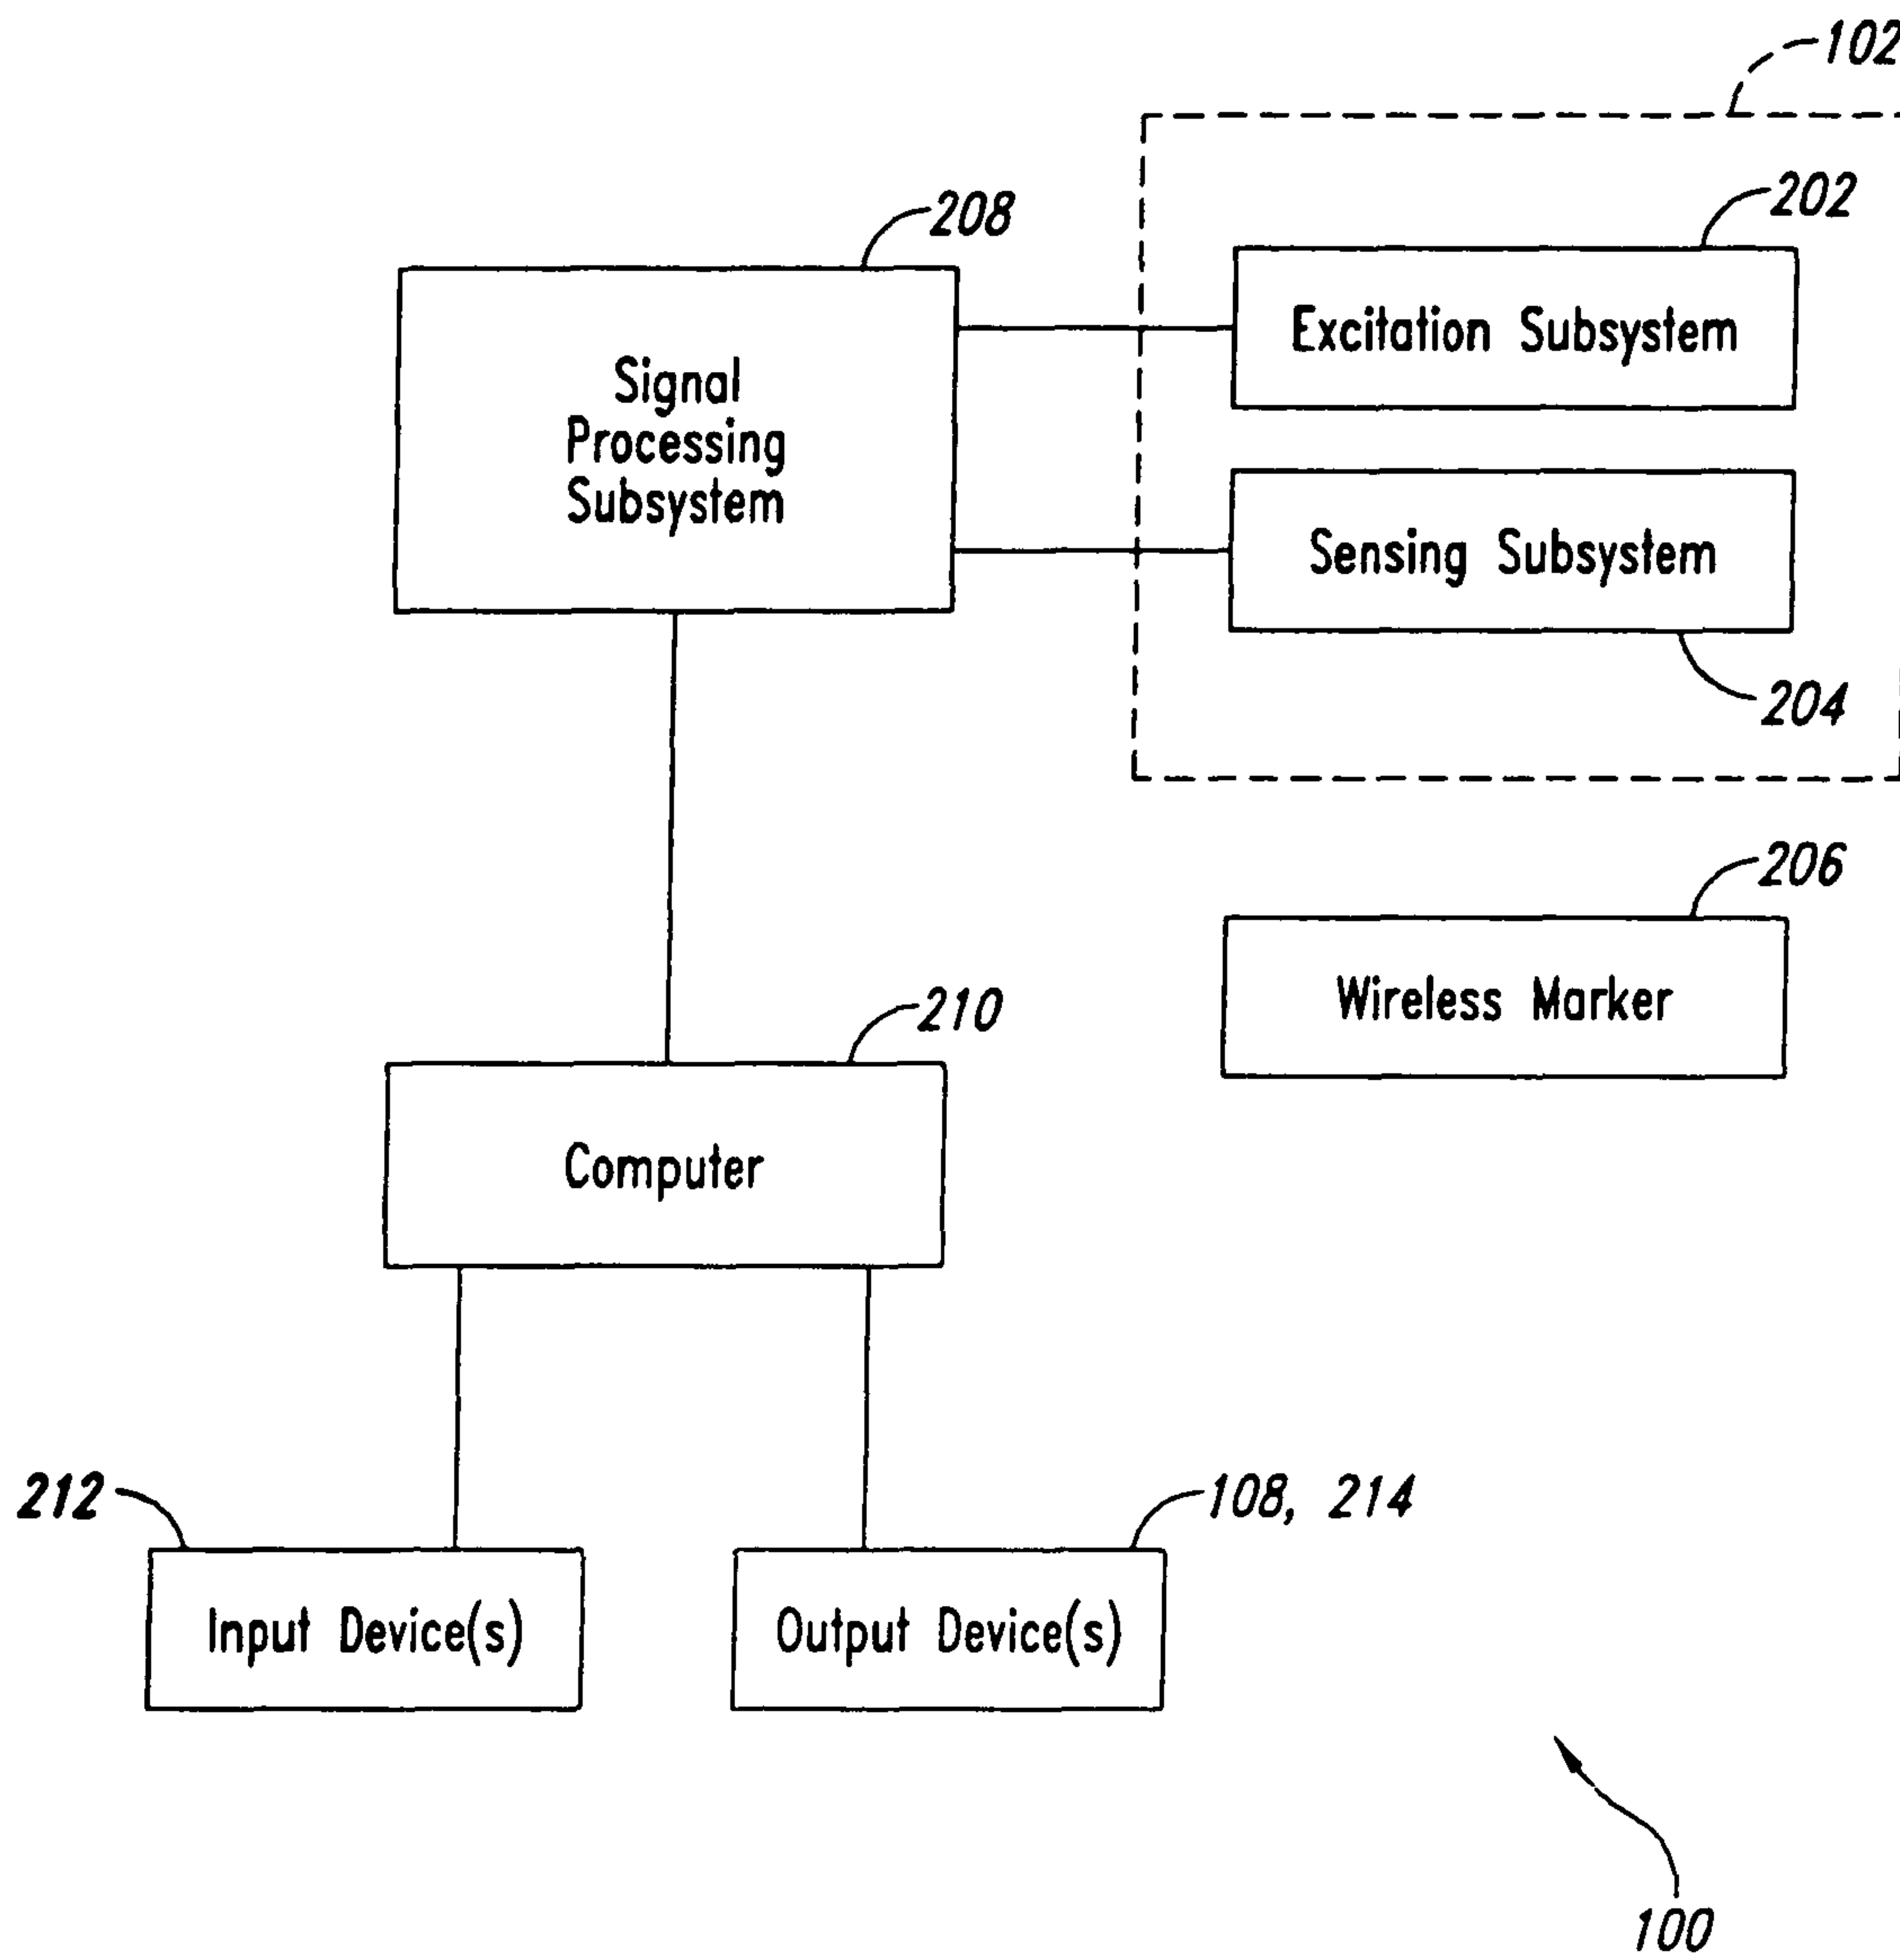 102
202
208
Excitation Subsystem
Signal
Processing
Subsystem
Sensing Subsystem
204
206
Wireless Marker
210
Computer
212
108, 214
Input Device(s)
Output Device(s)
100